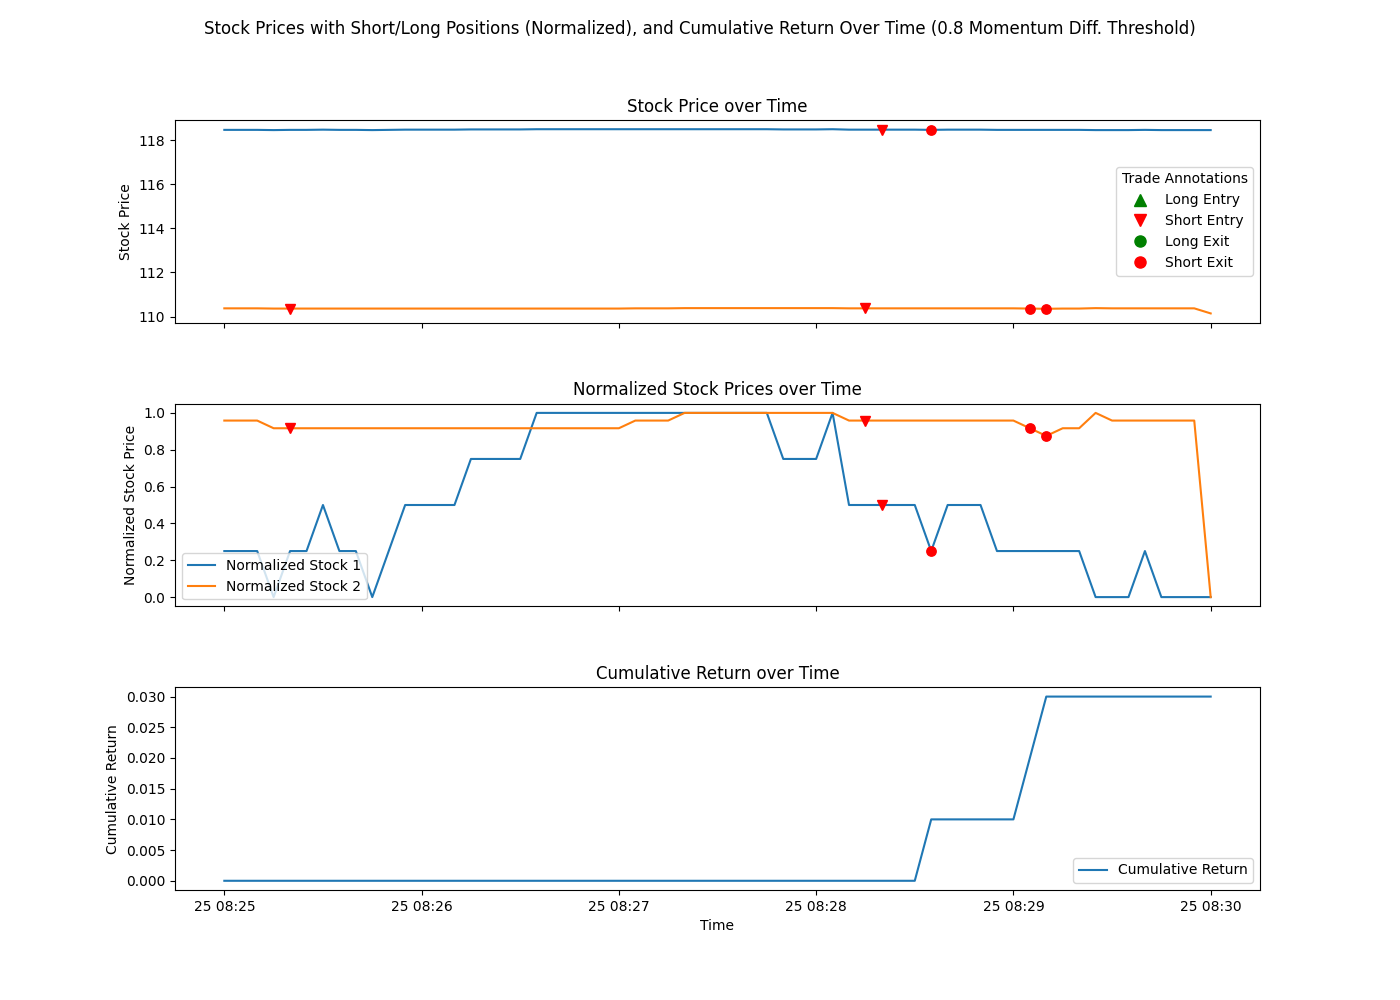 Stock Prices with Short/Long Positions (Normalized), and Cumulative Return Over Time (0.8 Momentum Diff. Threshold)
Stock Price over Time
Stock Price
118
116
114
112
110
Trade Annotations
Long Entry
Short Entry
Long Exit
Short Exit
Normalized Stock Prices over Time
Normalized Stock Price
1.0
0.8
0.6
0.4
0.2
0.0
Normalized Stock 1
Normalized Stock 2
Cumulative Return over Time
Cumulative Return
0.030
0.025
0.020
0.015
0.010
0.005
0.000
Cumulative Return
25 08:25 25 08:26 25 08:27 25 08:28 25 08:29 25 08:30
Time